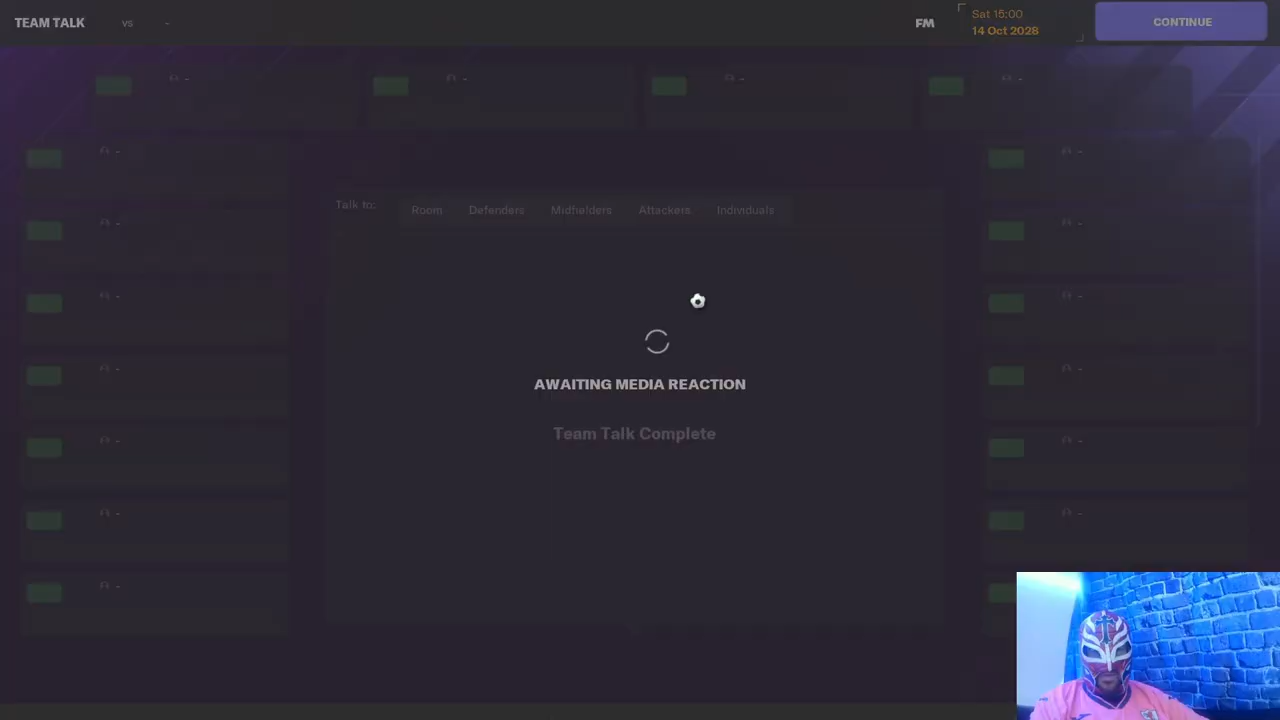 TEAM TALK vs -
FM
Sat 15:00
14 Oct 2028
CONTINUE
- - - -
Talk to: Room Defenders Midfielders Attackers Individuals
AWAITING MEDIA REACTION
Team Talk Complete